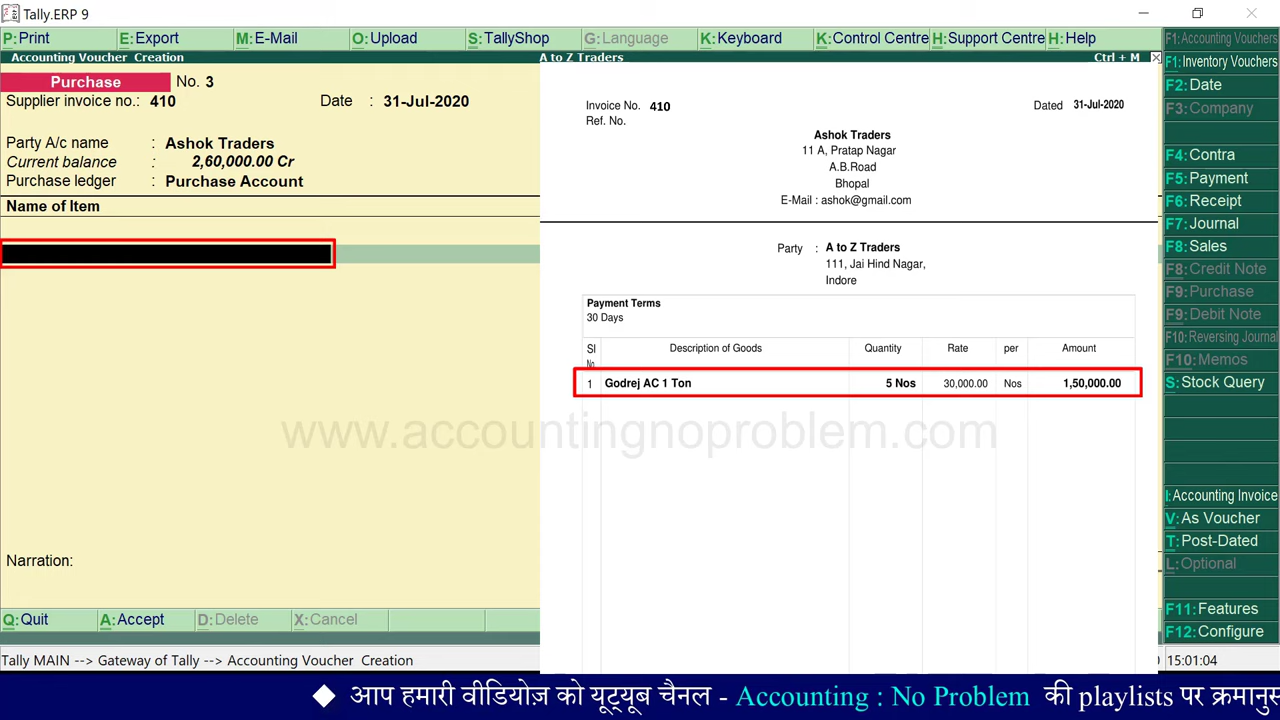 Tally.ERP 9
P: Print E: Export M: E-Mail O: Upload S: TallyShop G: Language K: Keyboard K: Control Centre H: Support Centre H: Help
Accounting Voucher Creation
A to Z Traders Ctrl + M
Purchase No. 3
Supplier invoice no.: 410 Date : 31-Jul-2020
Party A/c name : Ashok Traders
Current balance : 2,60,000.00 Cr
Purchase ledger : Purchase Account
Name of Item
Narration:
Q: Quit A: Accept D: Delete X: Cancel
Tally MAIN --> Gateway of Tally --> Accounting Voucher Creation
Invoice No. 410 Dated 31-Jul-2020
Ref. No.
Ashok Traders
11 A, Pratap Nagar
A.B.Road
Bhopal
E-Mail : ashok@gmail.com
Party : A to Z Traders
111, Jai Hind Nagar,
Indore
Payment Terms
30 Days
Sl No Description of Goods Quantity Rate per Amount
1 Godrej AC 1 Ton 5 Nos 30,000.00 Nos 1,50,000.00
www.accountingnoproblem.com
F1: Accounting Vouchers
F1: Inventory Vouchers
F2: Date
F3: Company
F4: Contra
F5: Payment
F6: Receipt
F7: Journal
F8: Sales
F8: Credit Note
F9: Purchase
F9: Debit Note
F10: Reversing Journal
F10: Memos
S: Stock Query
I: Accounting Invoice
V: As Voucher
T: Post-Dated
L: Optional
F11: Features
F12: Configure
15:01:04
◆ आप हमारी वीडियोज़ को यूट्यूब चैनल - Accounting : No Problem की playlists पर क्रमानुस